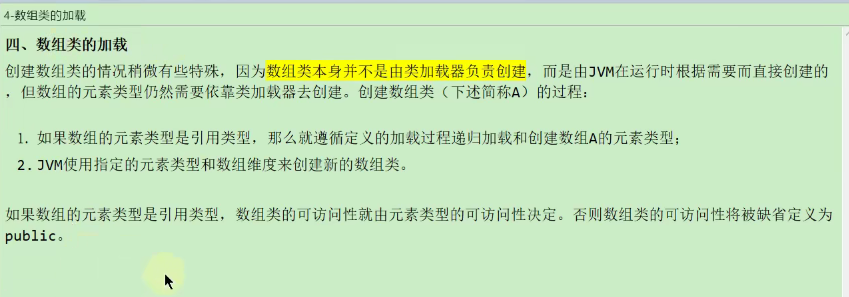 4-数组类的加载
四、数组类的加载
创建数组类的情况稍微有些特殊，因为数组类本身并不是由类加载器负责创建，而是由JVM在运行时根据需要而直接创建的
，但数组的元素类型仍然需要依靠类加载器去创建。创建数组类（下述简称A）的过程：
1. 如果数组的元素类型是引用类型，那么就遵循定义的加载过程递归加载和创建数组A的元素类型；
2. JVM使用指定的元素类型和数组维度来创建新的数组类。
如果数组的元素类型是引用类型，数组类的可访问性就由元素类型的可访问性决定。否则数组类的可访问性将被缺省定义为
public。